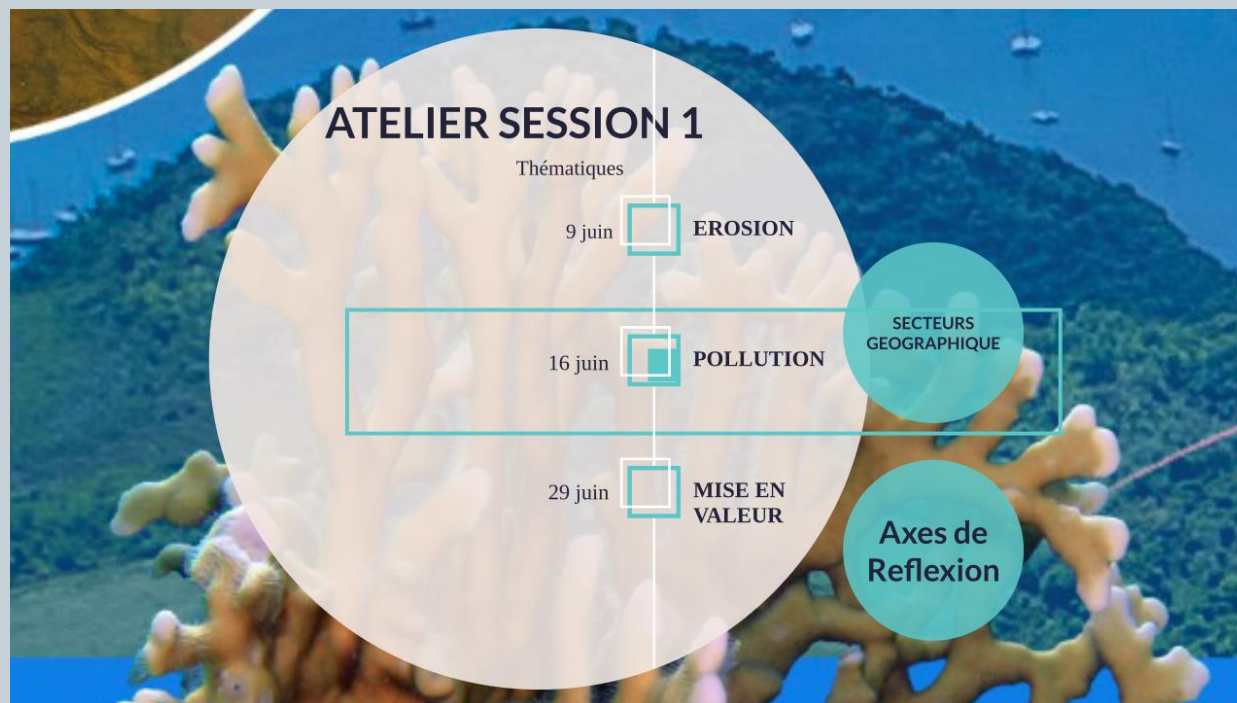 ATELIER SESSION 1
Thématiques
9 juin
EROSION
16 juin
POLLUTION
29 juin
MISE EN
VALEUR
SECTEURS
GEOGRAPHIQUE
Axes de
Reflexion